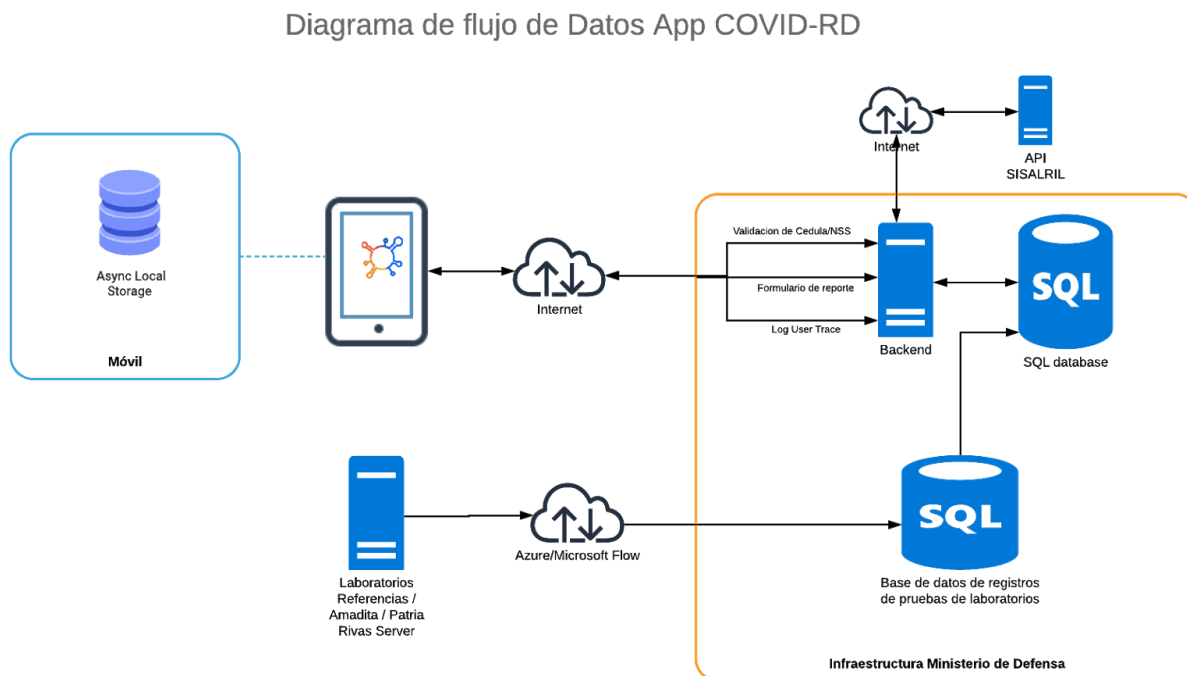 Diagrama de flujo de Datos App COVID-RD
Internet
API
SISALRIL
Async Local
Storage
Móvil
Internet
Validacion de Cedula/NSS
Formulario de reporte
Log User Trace
Backend
SQL
SQL database
Laboratorios
Referencias /
Amadita / Patria
Rivas Server
Azure/Microsoft Flow
SQL
Base de datos de registros
de pruebas de laboratorios
Infraestructura Ministerio de Defensa